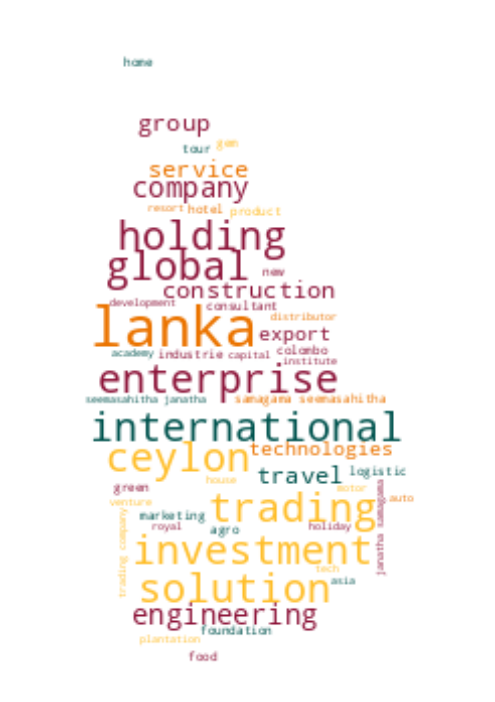 home
group
tour gem
service
company
resort hotel product
holding
global new
construction
development consultant
lanka distributor
export
academy industrie capital colombo
institute
enterprise
seemasahitha janatha samagama seemasahitha
international
ceylon technologies
travel logistic
house
green motor
venture trading auto
marketing
royal agro holiday
trading company
janatha samagama
investment
tech
solution asia
engineering
foundation
plantation
food